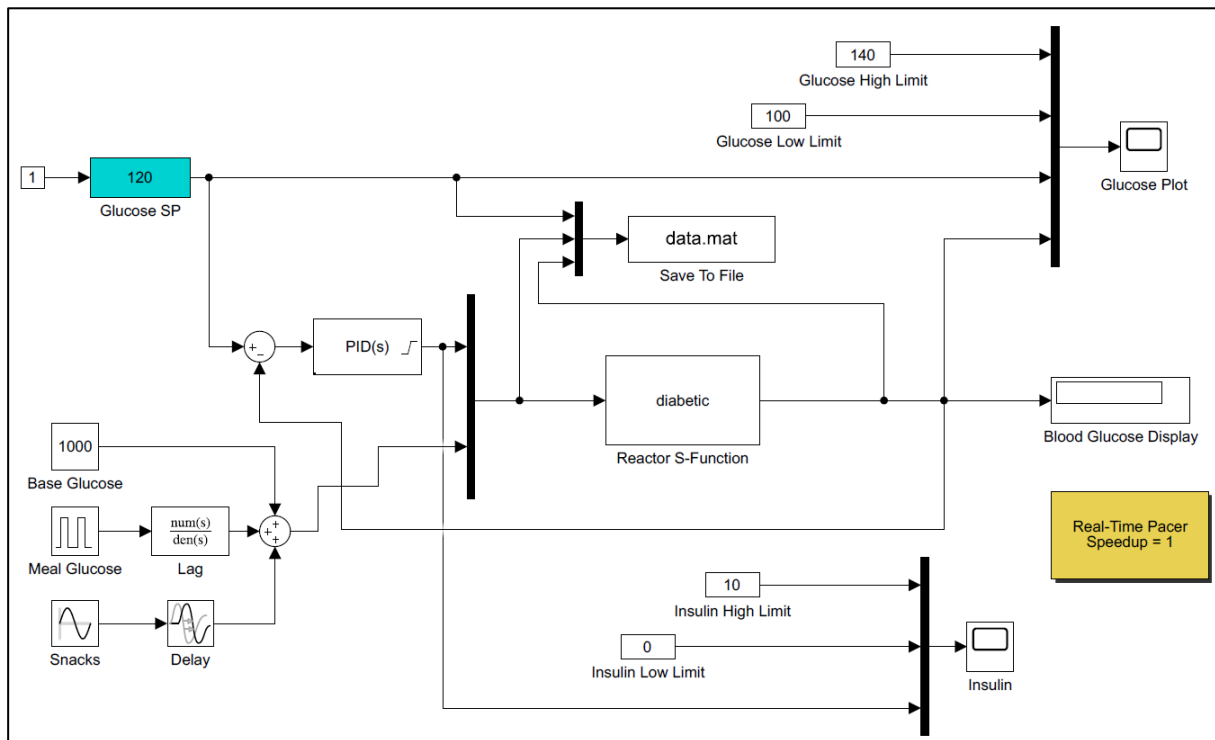 140
Glucose High Limit
100
Glucose Low Limit
Glucose Plot
1
120
Glucose SP
data.mat
Save To File
+
−
PID(s)
diabetic
Reactor S-Function
Blood Glucose Display
1000
Base Glucose
Meal Glucose
num(s)
den(s)
Lag
+
+
+
Snacks
Delay
Real-Time Pacer
Speedup = 1
10
Insulin High Limit
0
Insulin Low Limit
Insulin